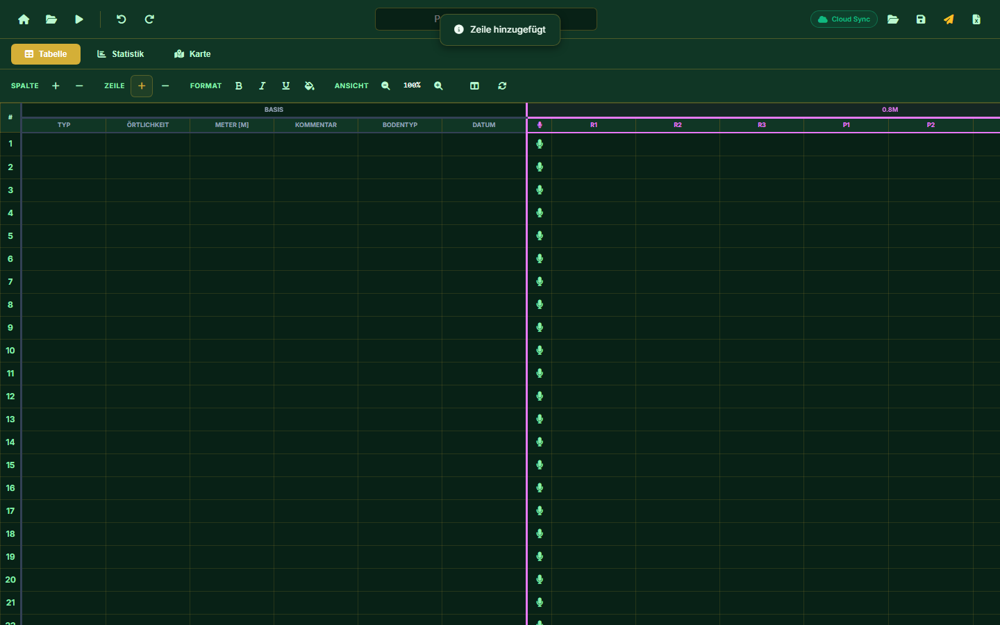 P
Zeile hinzugefügt
Cloud Sync
Tabelle
Statistik
Karte
SPALTE
ZEILE
FORMAT
B I U
ANSICHT
100%
#
BASIS
0.8M
TYP
ÖRTLICHKEIT
METER [M]
KOMMENTAR
BODENTYP
DATUM
R1
R2
R3
P1
P2
1
2
3
4
5
6
7
8
9
10
11
12
13
14
15
16
17
18
19
20
21